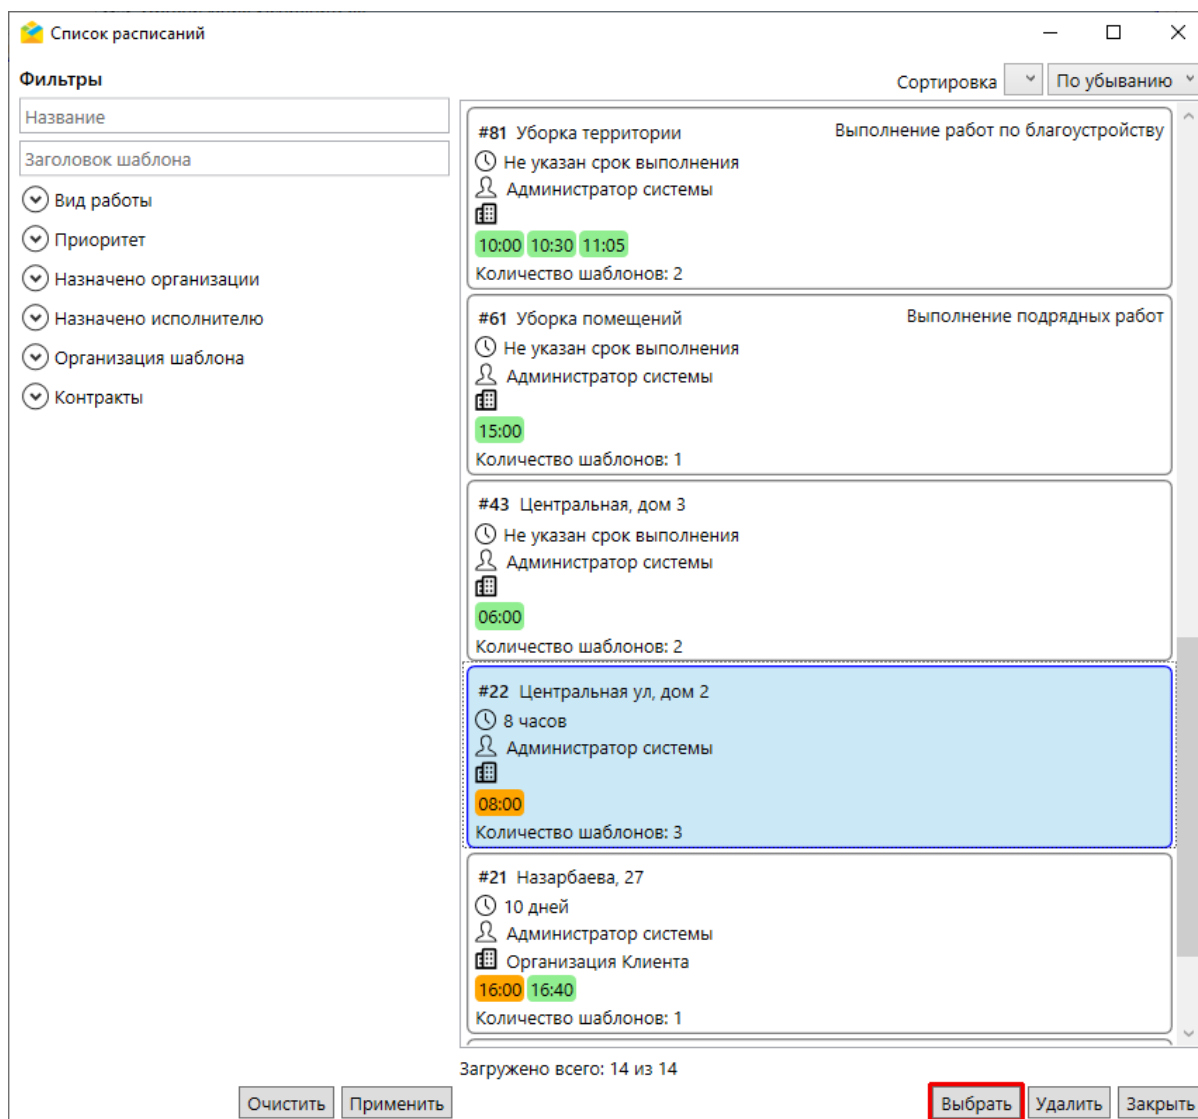 Список расписаний
Фильтры
Название
Заголовок шаблона
Вид работы
Приоритет
Назначено организации
Назначено исполнителю
Организация шаблона
Контракты
Сортировка По убыванию
#81 Уборка территории Выполнение работ по благоустройству
Не указан срок выполнения
Администратор системы
10:00 10:30 11:05
Количество шаблонов: 2
#61 Уборка помещений Выполнение подрядных работ
Не указан срок выполнения
Администратор системы
15:00
Количество шаблонов: 1
#43 Центральная, дом 3
Не указан срок выполнения
Администратор системы
06:00
Количество шаблонов: 2
#22 Центральная ул, дом 2
8 часов
Администратор системы
08:00
Количество шаблонов: 3
#21 Назарбаева, 27
10 дней
Администратор системы
Организация Клиента
16:00 16:40
Количество шаблонов: 1
Загружено всего: 14 из 14
Очистить Применить Выбрать Удалить Закрыть